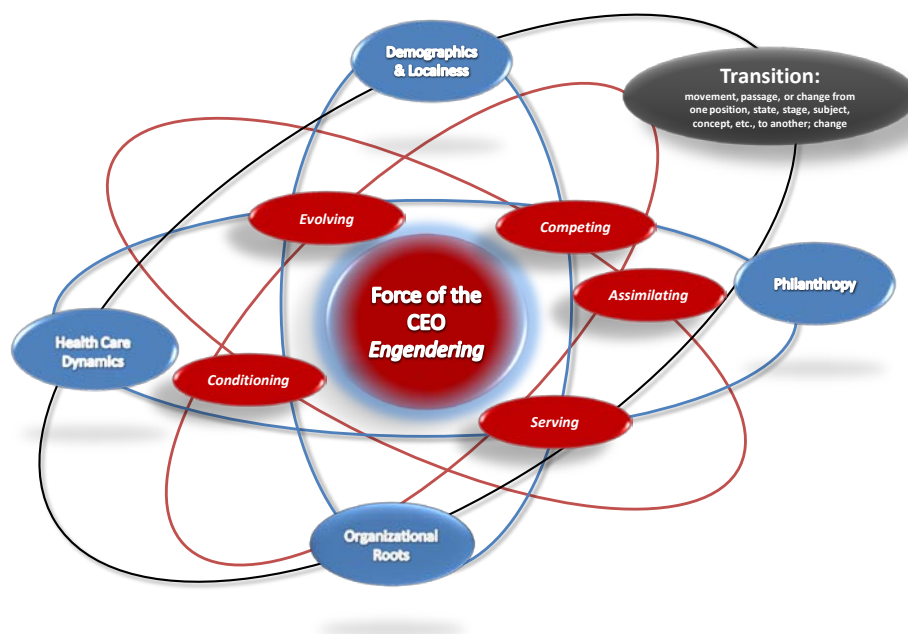 Demographics
& Localness
Transition:
movement, passage, or change from
one position, state, stage, subject,
concept, etc., to another; change
Evolving
Competing
Assimilating
Philanthropy
Force of the
CEO
Engendering
Health Care
Dynamics
Conditioning
Serving
Organizational
Roots